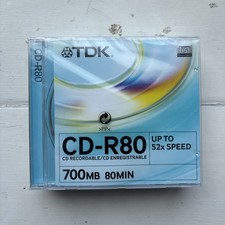 CD-R80
TDK
CD-R80
UP TO
52x SPEED
CD RECORDABLE/CD ENREGISTRABLE
700MB 80MIN